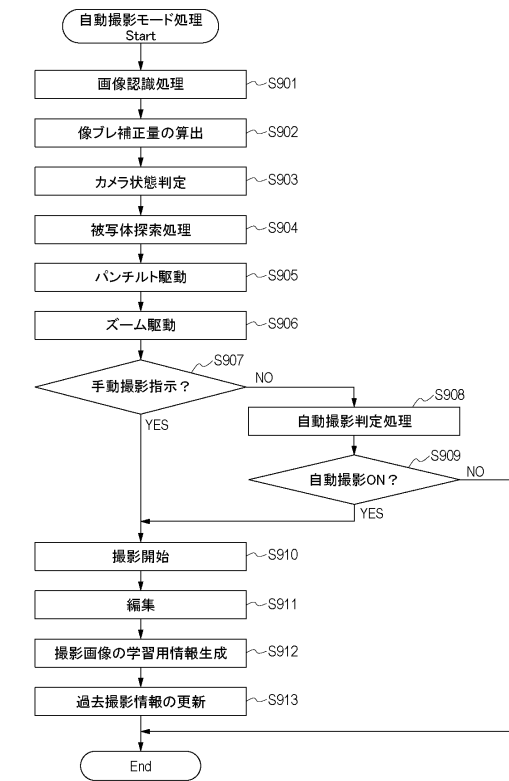 自動撮影モード処理
Start
画像認識処理 S901
像ブレ補正量の算出 S902
カメラ状態判定 S903
被写体探索処理 S904
パンチルト駆動 S905
ズーム駆動 S906
S907
手動撮影指示？ NO
YES
S908
自動撮影判定処理
S909
自動撮影ON？ NO
YES
撮影開始 S910
編集 S911
撮影画像の学習用情報生成 S912
過去撮影情報の更新 S913
End